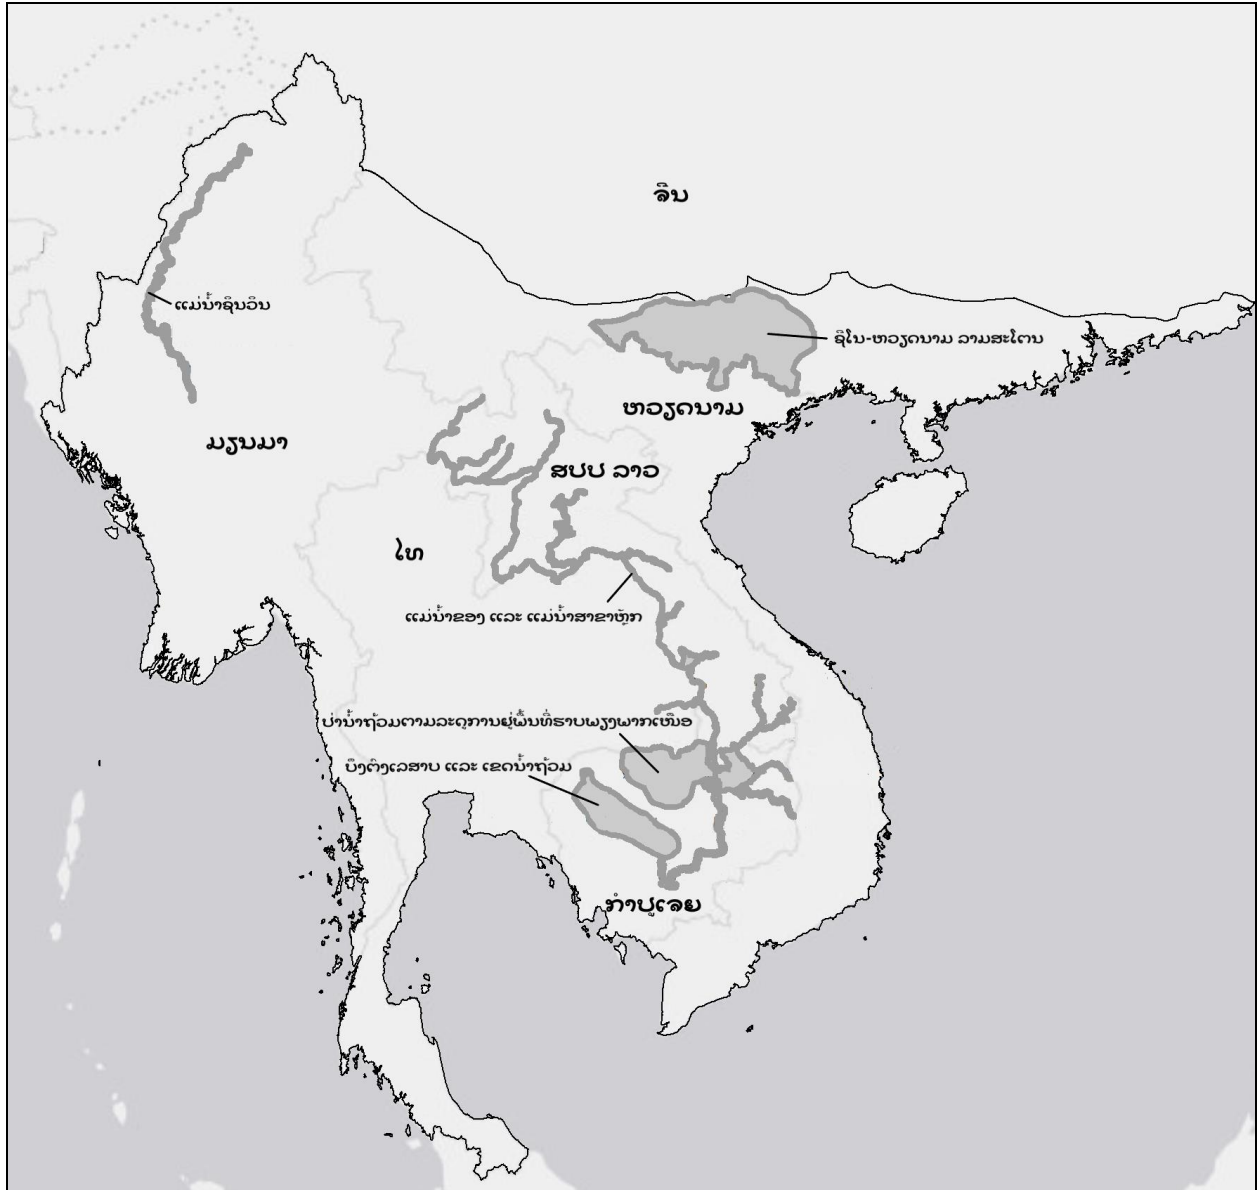 ຈີນ
ແມ່ນ້ຳຊິນວິນ
ຊີໂນ-ຫວຽດນາມ ລາມສະໂຕນ
ຫວຽດນາມ
ມຽນມາ
ສປປ ລາວ
ໄທ
ແມ່ນ້ຳຂອງ ແລະ ແມ່ນ້ຳສາຂາຫຼັກ
ປ່ານ້ຳຖ້ວມຕາມລະດູການຢູ່ພື້ນທີ່ຮາບພຽງພາກເໜືອ
ບຶງຕົງເລສາບ ແລະ ເຂດນ້ຳຖ້ວມ
ກຳປູເຈຍ